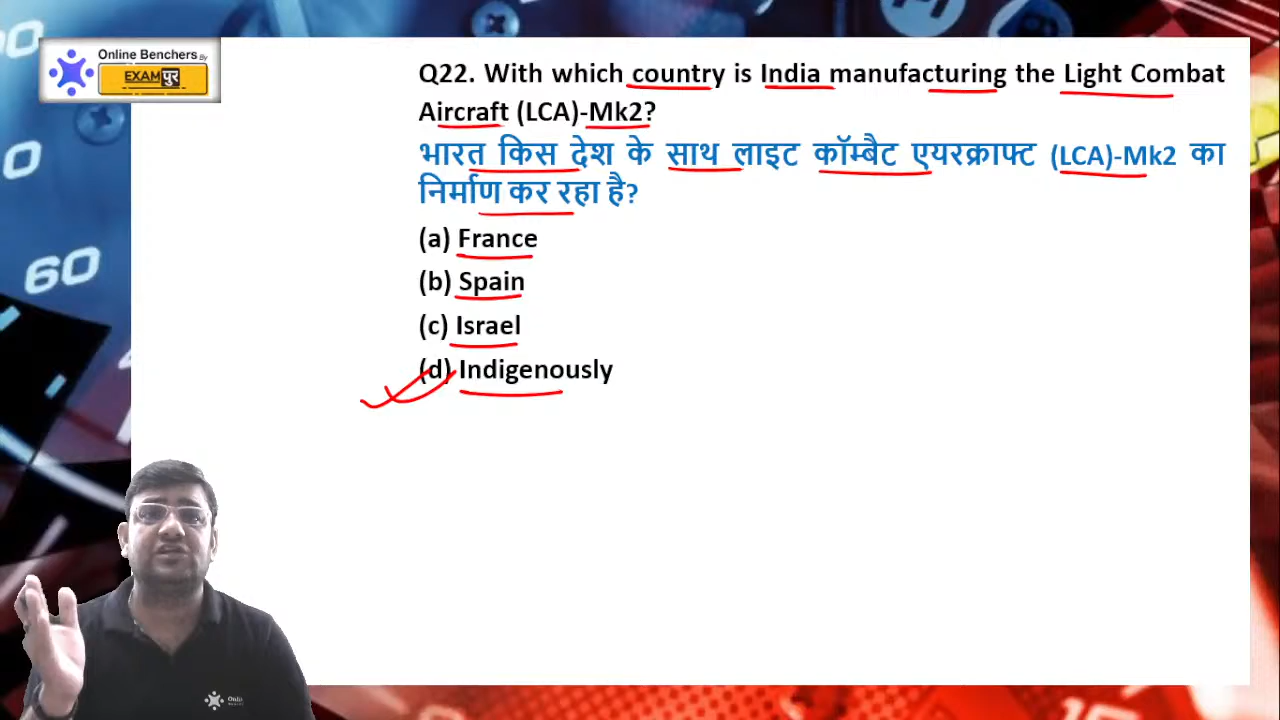 Online Benchers By
EXAMपुर
Q22. With which country is India manufacturing the Light Combat
Aircraft (LCA)-Mk2?
भारत किस देश के साथ लाइट कॉम्बैट एयरक्राफ्ट (LCA)-Mk2 का
निर्माण कर रहा है?
(a) France
(b) Spain
(c) Israel
(d) Indigenously